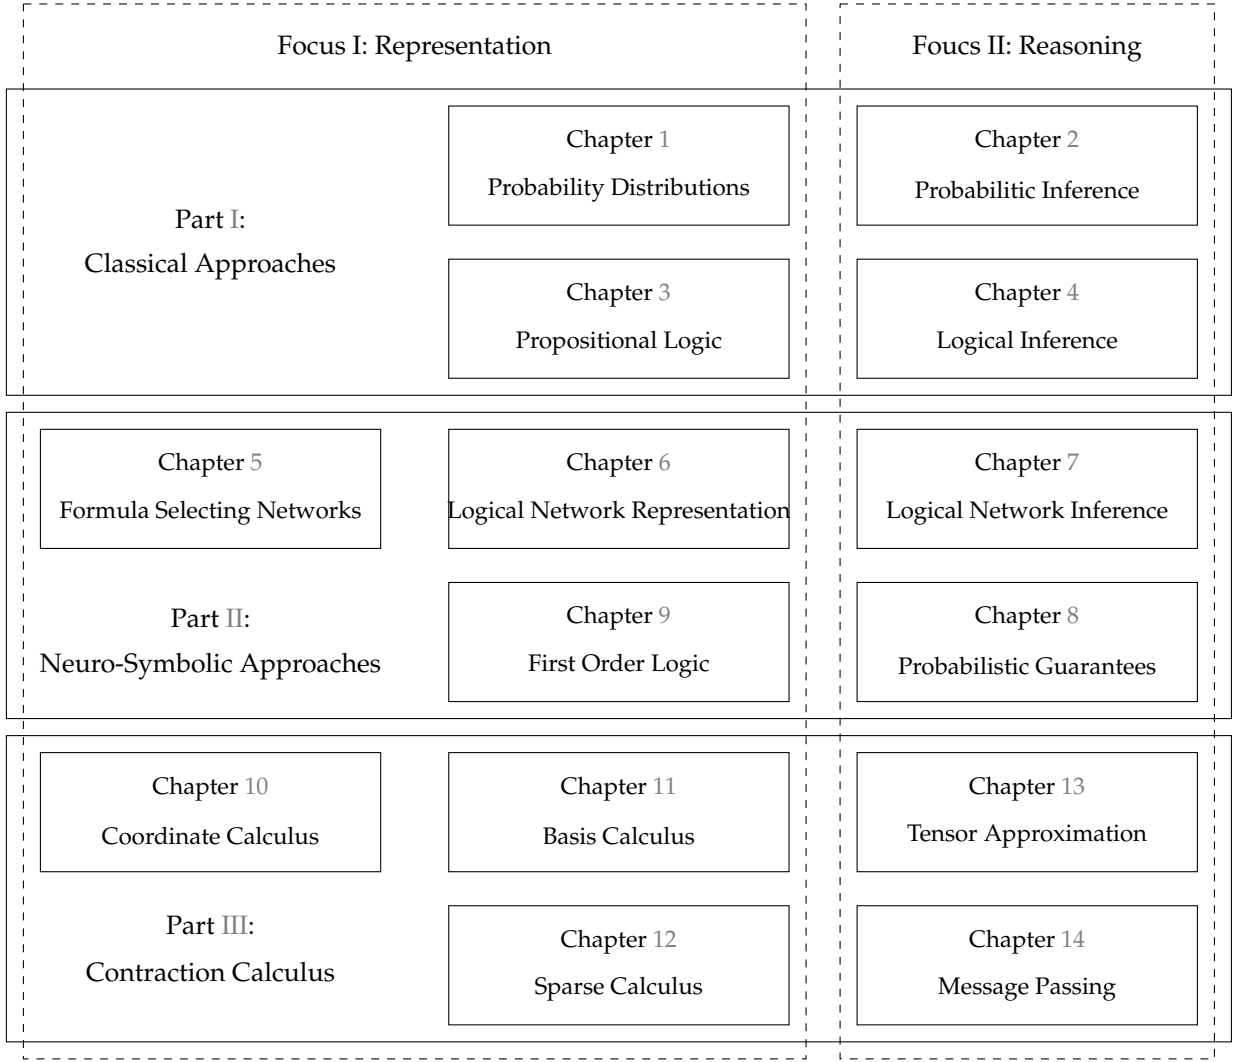 Focus I: Representation
Foucs II: Reasoning
Part I:
Classical Approaches
Chapter 1
Probability Distributions
Chapter 2
Probabilitic Inference
Chapter 3
Propositional Logic
Chapter 4
Logical Inference
Chapter 5
Formula Selecting Networks
Chapter 6
Logical Network Representation
Chapter 7
Logical Network Inference
Part II:
Neuro-Symbolic Approaches
Chapter 9
First Order Logic
Chapter 8
Probabilistic Guarantees
Chapter 10
Coordinate Calculus
Chapter 11
Basis Calculus
Chapter 13
Tensor Approximation
Part III:
Contraction Calculus
Chapter 12
Sparse Calculus
Chapter 14
Message Passing